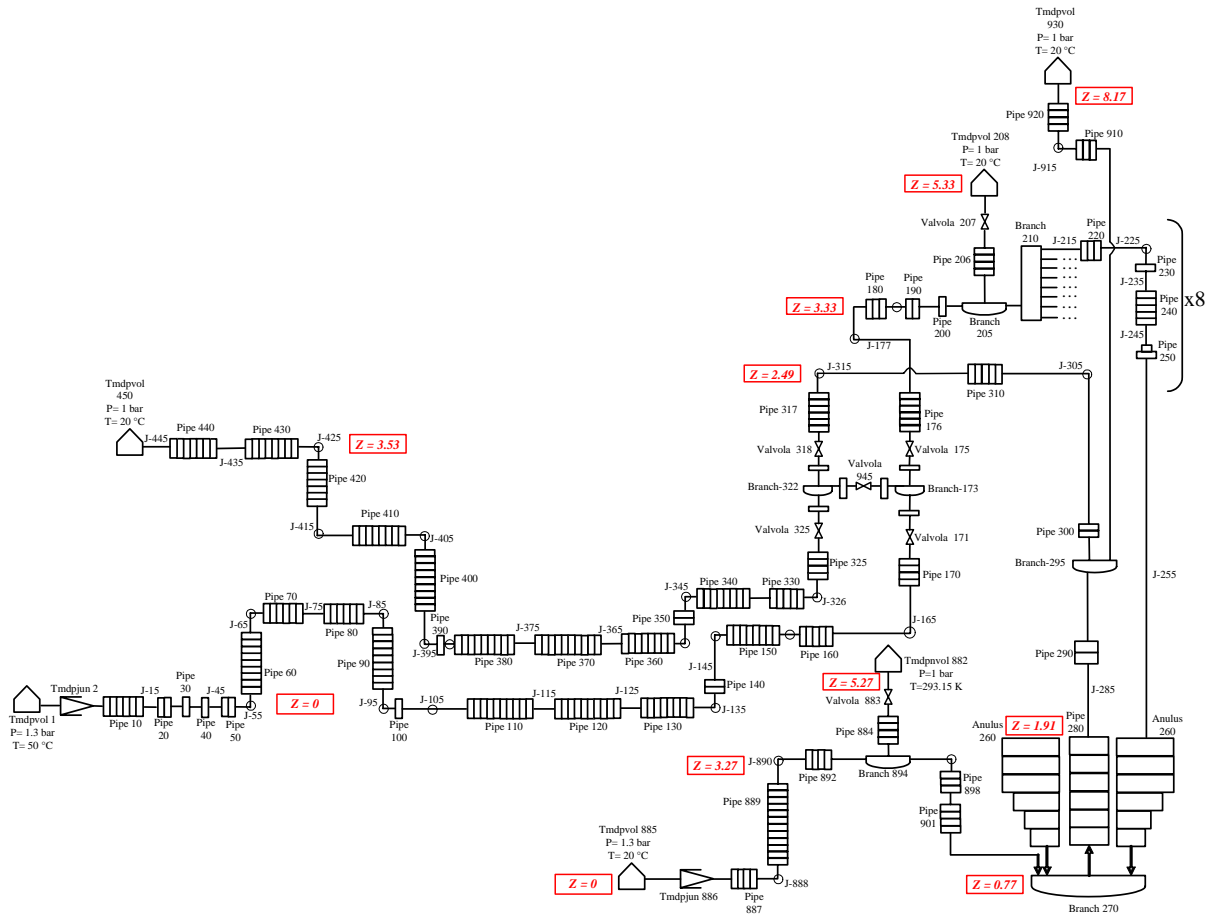 Tmdpvol
930
P= 1 bar
T= 20 °C
Z = 8.17
Pipe 920
Pipe 910
J-915
Tmdpvol 208
P= 1 bar
T= 20 °C
Z = 5.33
Valvola 207
Pipe 206
Branch
210
J-215
Pipe
220
J-225
Pipe
230
J-235
Pipe
240
J-245
Pipe
250
x8
Pipe
180
Pipe
190
Z = 3.33
Pipe
200
Branch
205
J-177
Z = 2.49
J-315
J-305
Pipe 310
Pipe 317
Pipe
176
Valvola 318
Valvola 175
Valvola
945
Branch-322
Branch-173
Valvola 325
Valvola 171
Pipe 325
Pipe 170
Pipe 300
Branch-295
J-255
Tmdpvol
450
P= 1 bar
T= 20 °C
J-445
Pipe 440
Pipe 430
J-425
Z = 3.53
J-435
Pipe 420
J-415
Pipe 410
J-405
Pipe 400
J-345
Pipe 340
Pipe 330
J-326
Pipe 350
Pipe
390
J-395
J-375
J-365
Pipe 380
Pipe 370
Pipe 360
J-165
Pipe 150
Pipe 160
J-145
Pipe 140
Pipe 70
J-75
J-85
J-65
Pipe 80
Pipe 60
Pipe 90
Pipe 290
J-285
Tmdpjun 2
J-15
Pipe
30
J-45
J-55
Z = 0
Tmdpvol 1
P= 1.3 bar
T= 50 °C
Pipe 10
Pipe
20
Pipe
40
Pipe
50
J-95
Pipe
100
J-105
J-115
J-125
J-135
Pipe 110
Pipe 120
Pipe 130
Tmdpnvol 882
P=1 bar
T=293.15 K
Z = 5.27
Valvola 883
Pipe 884
Z = 3.27
J-890
Pipe 892
Branch 894
Pipe
898
Pipe
901
Pipe 889
Anulus
260
Z = 1.91
Pipe
280
Anulus
260
Tmdpvol 885
P= 1.3 bar
T= 20 °C
Z = 0
Tmdpjun 886
Pipe
887
J-888
Z = 0.77
Branch 270